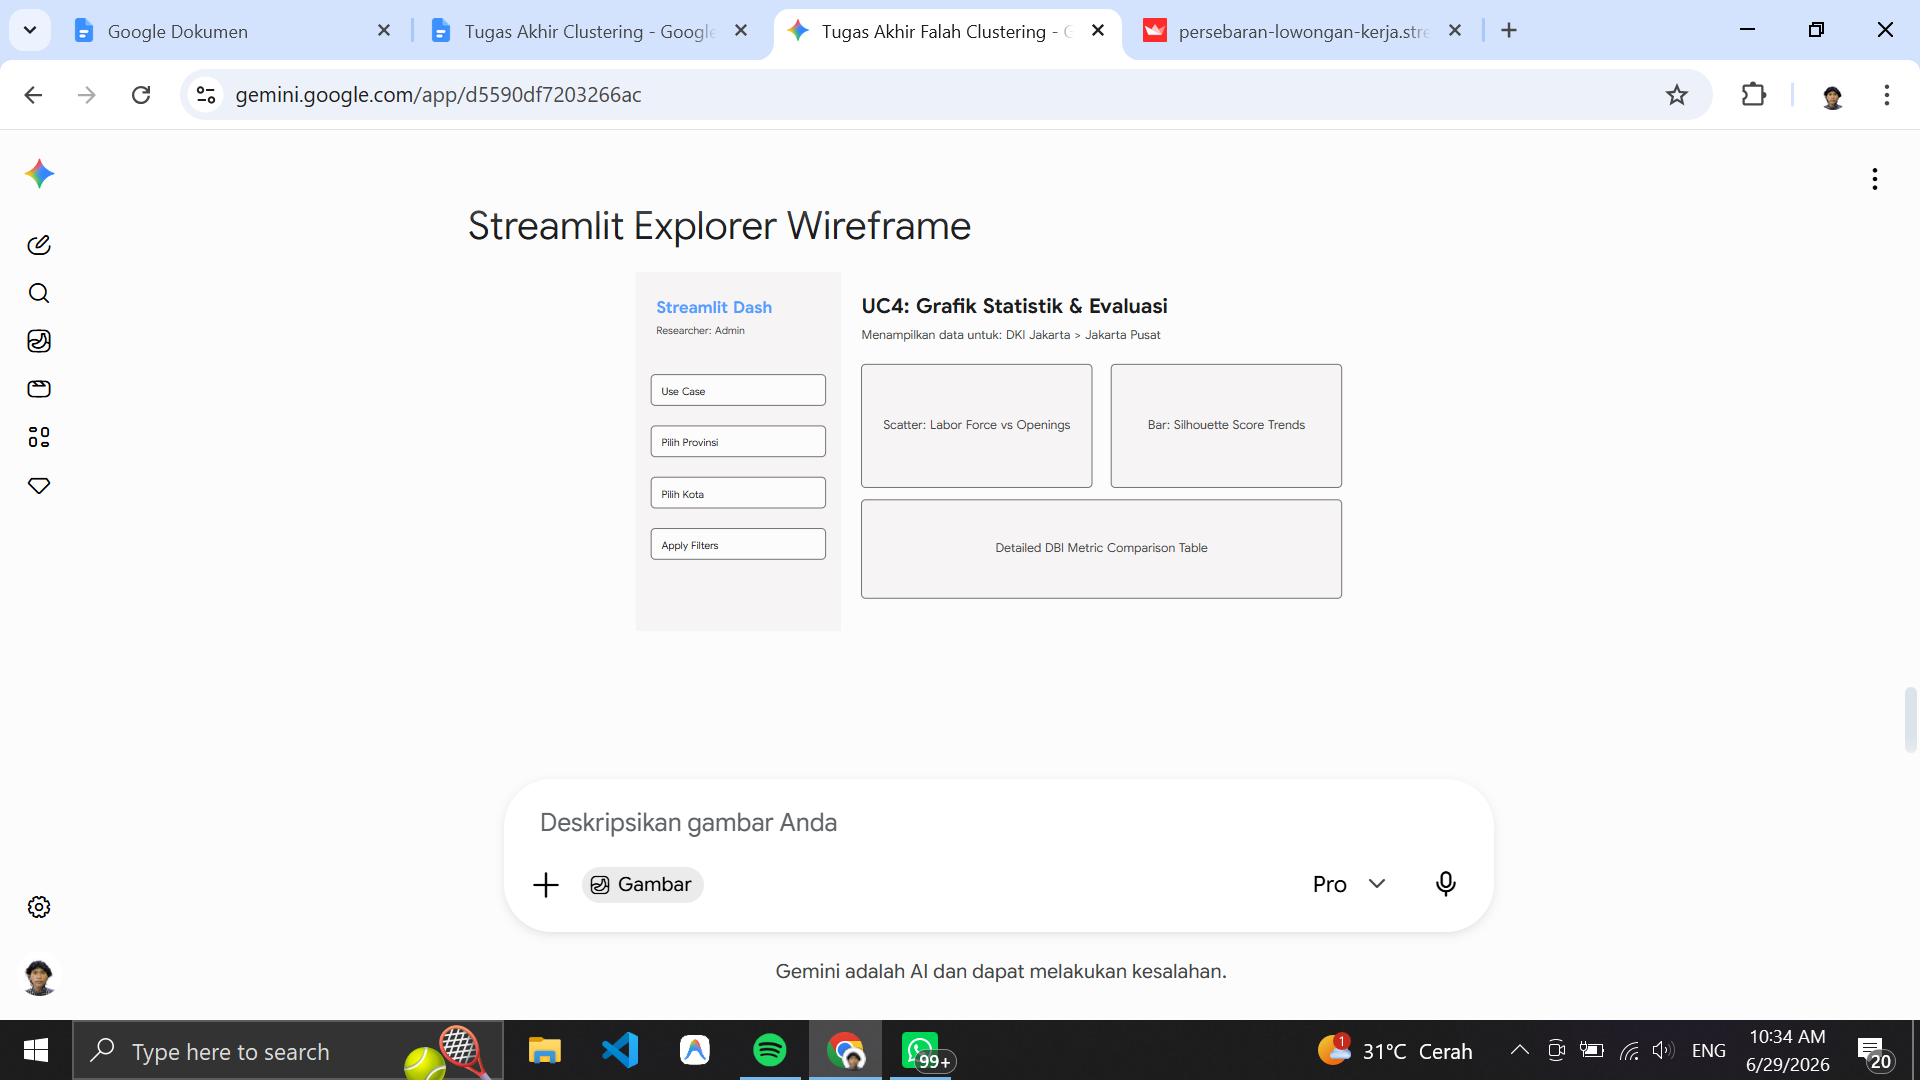 Google Dokumen
Tugas Akhir Clustering - Google
Tugas Akhir Falah Clustering - G
persebaran-lowongan-kerja.stre
gemini.google.com/app/d5590df7203266ac
Streamlit Explorer Wireframe
Streamlit Dash
Researcher: Admin
Use Case
Pilih Provinsi
Pilih Kota
Apply Filters
UC4: Grafik Statistik & Evaluasi
Menampilkan data untuk: DKI Jakarta > Jakarta Pusat
Scatter: Labor Force vs Openings
Bar: Silhouette Score Trends
Detailed DBI Metric Comparison Table
Deskripsikan gambar Anda
Gambar
Pro
Gemini adalah AI dan dapat melakukan kesalahan.
Type here to search
99+
1
31°C Cerah
ENG
10:34 AM
6/29/2026
20